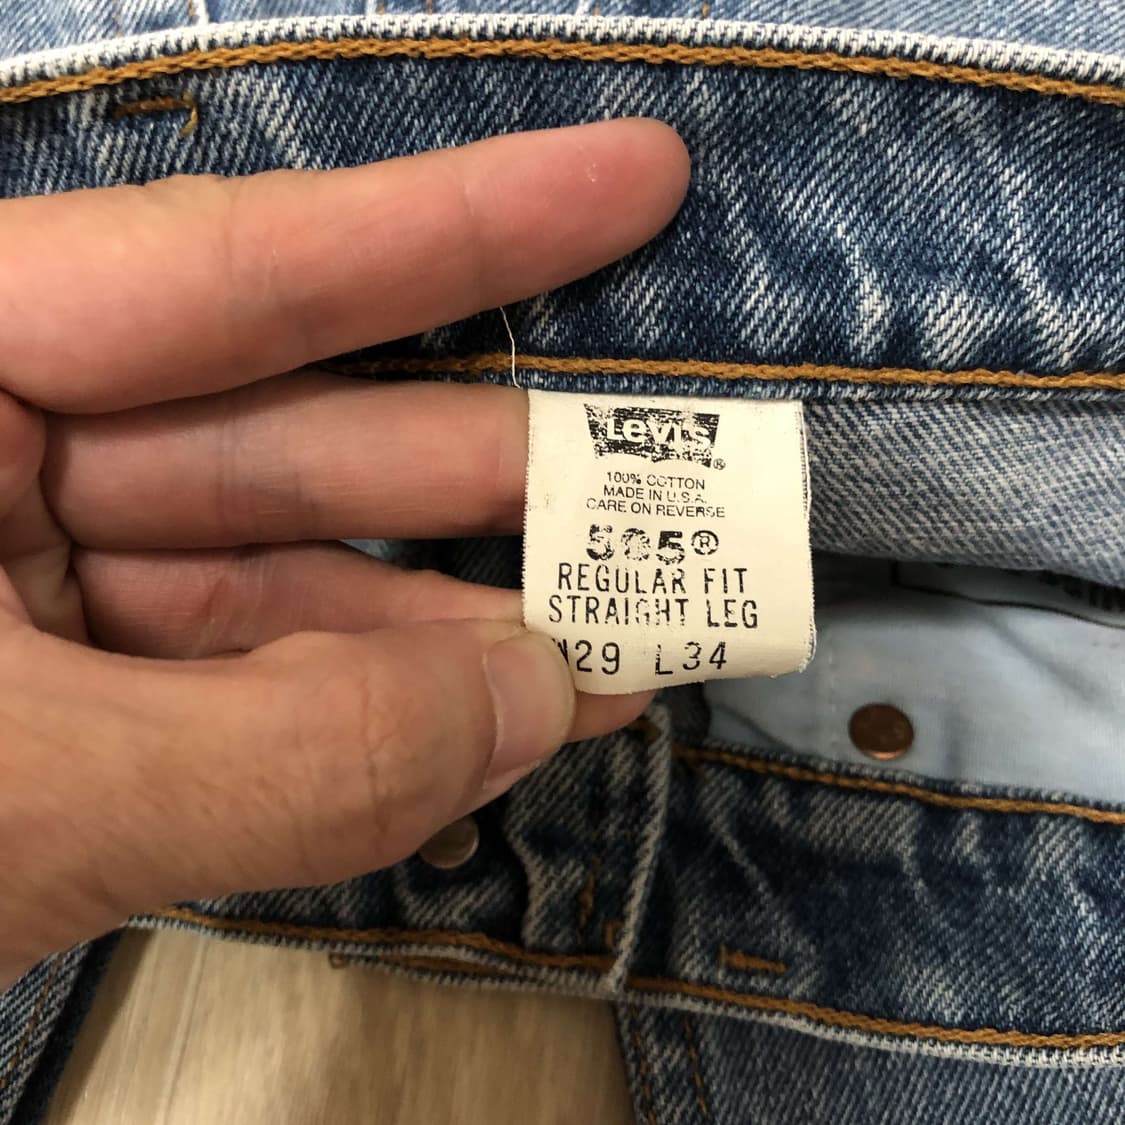 Levi's®
100% COTTON
MADE IN U.S.A.
CARE ON REVERSE
505®
REGULAR FIT
STRAIGHT LEG
W29 L34